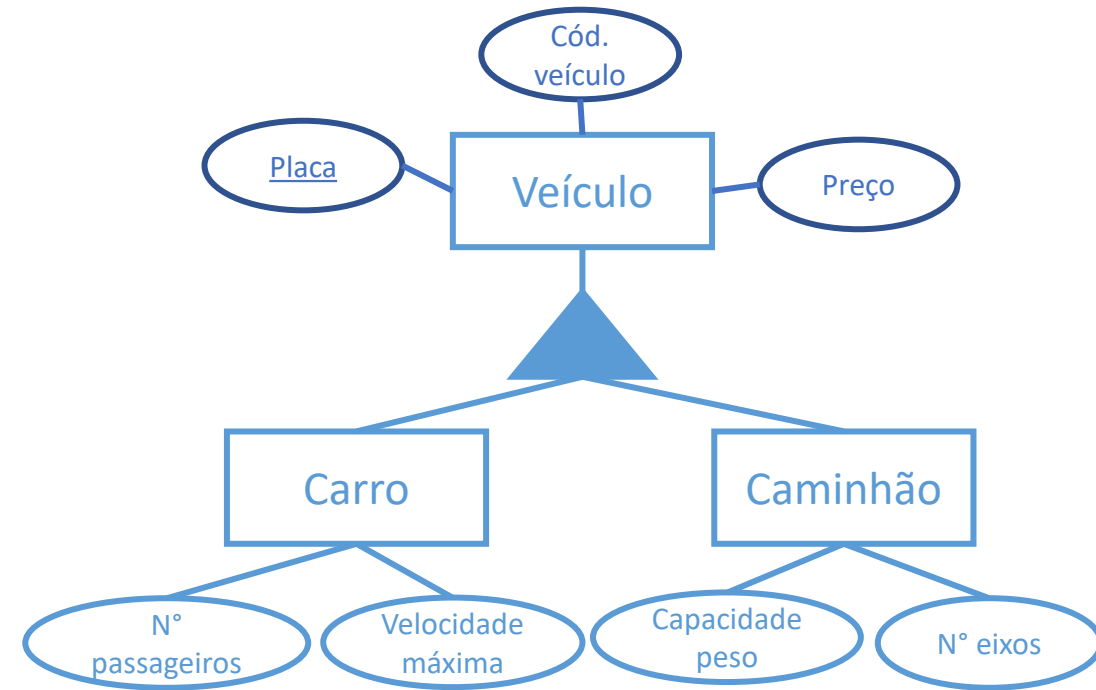 Cód.
veículo
Placa
Veículo
Preço
Carro
Caminhão
N°
passageiros
Velocidade
máxima
Capacidade
peso
N° eixos